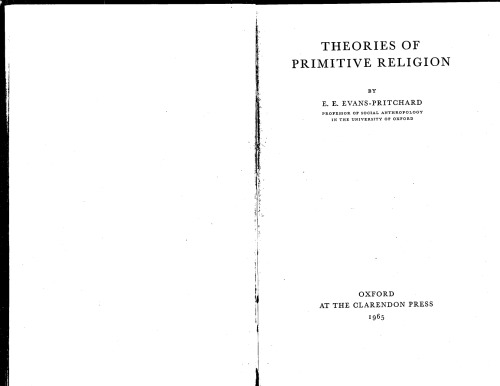 THEORIES OF
PRIMITIVE RELIGION
BY
E. E. EVANS-PRITCHARD
PROFESSOR OF SOCIAL ANTHROPOLOGY
IN THE UNIVERSITY OF OXFORD
OXFORD
AT THE CLARENDON PRESS
1965